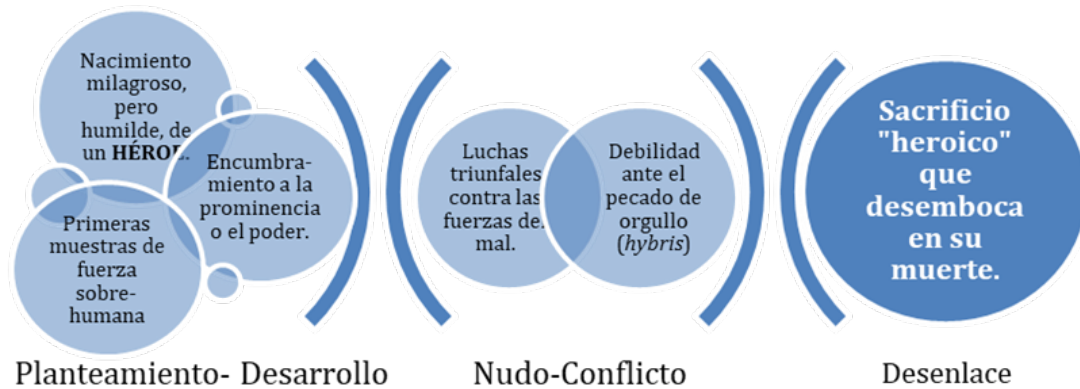 Nacimiento
milagroso,
pero
humilde, de
un HÉROE.
Encumbra-
miento a la
prominencia
o el poder.
Primeras
muestras de
fuerza
sobre-
humana
Planteamiento- Desarrollo
Luchas
triunfales
contra las
fuerzas del
mal.
Debilidad
ante el
pecado de
orgullo
(hybris)
Nudo-Conflicto
Sacrificio
"heroico"
que
desemboca
en su
muerte.
Desenlace